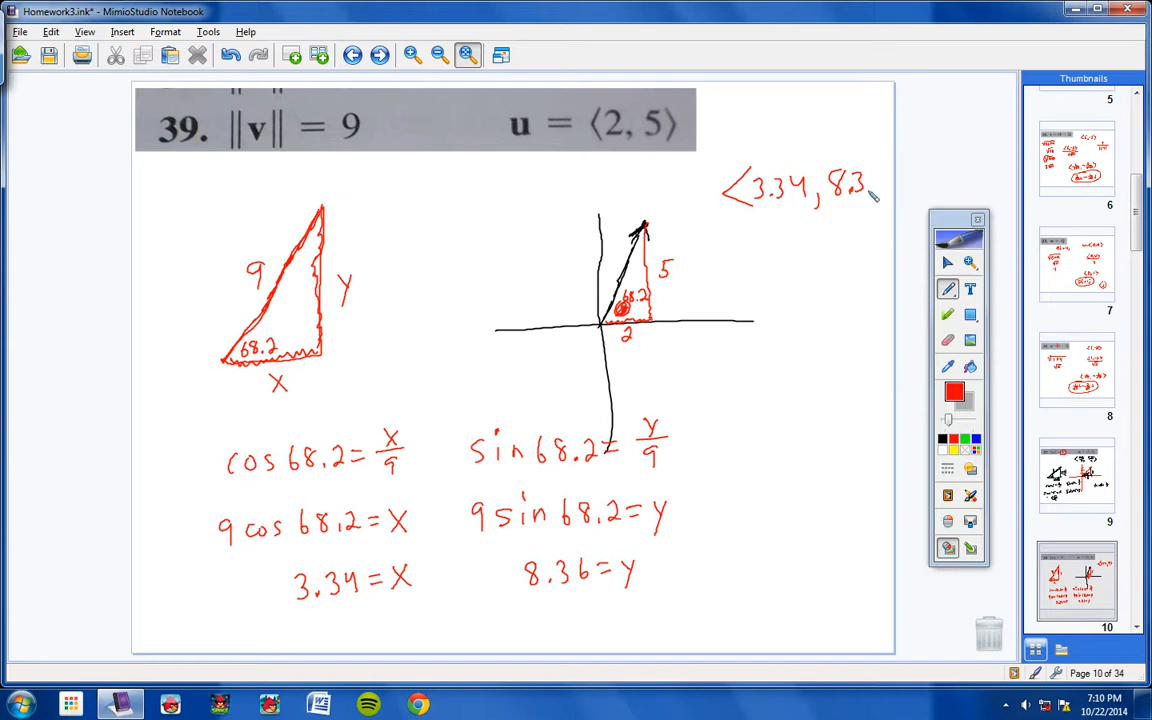 Homework3.ink* - MimioStudio Notebook
File Edit View Insert Format Tools Help
39. ||v|| = 9 u = ⟨2, 5⟩
<3.34, 8.3
9
y
68.2
x
5
68.2
2
cos 68.2 = x/9
sin 68.2 = y/9
9 cos 68.2 = x
9 sin 68.2 = y
3.34 = x
8.36 = y
Thumbnails
5
6
7
8
9
10
T
Page 10 of 34
7:10 PM
10/22/2014